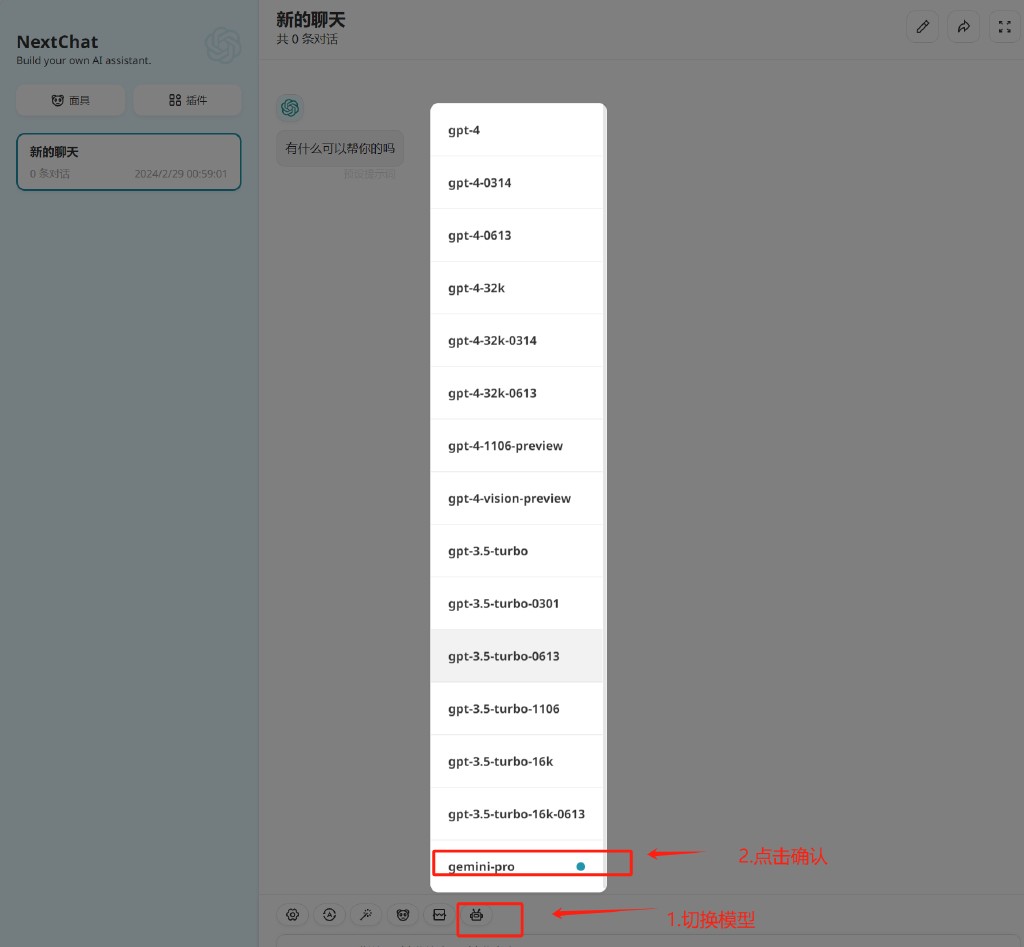 NextChat
Build your own AI assistant.
面具
插件
新的聊天
0 条对话
2024/2/29 00:59:01
新的聊天
共 0 条对话
有什么可以帮你的吗
gpt-4
gpt-4-0314
gpt-4-0613
gpt-4-32k
gpt-4-32k-0314
gpt-4-32k-0613
gpt-4-1106-preview
gpt-4-vision-preview
gpt-3.5-turbo
gpt-3.5-turbo-0301
gpt-3.5-turbo-0613
gpt-3.5-turbo-1106
gpt-3.5-turbo-16k
gpt-3.5-turbo-16k-0613
gemini-pro
2.点击确认
1.切换模型